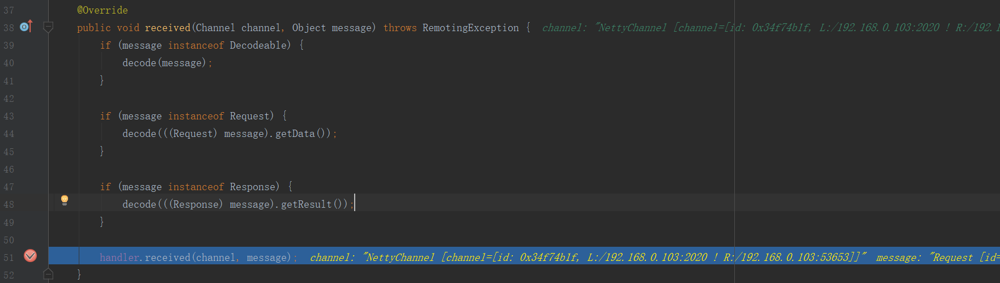 37 @Override
38 public void received(Channel channel, Object message) throws RemotingException { channel: "NettyChannel [channel=[id: 0x34f74b1f, L:/192.168.0.103:2020 ! R:/192.1
39 if (message instanceof Decodeable) {
40 decode(message);
41 }
42
43 if (message instanceof Request) {
44 decode(((Request) message).getData());
45 }
46
47 if (message instanceof Response) {
48 decode(((Response) message).getResult());
49 }
50
51 handler.received(channel, message); channel: "NettyChannel [channel=[id: 0x34f74b1f, L:/192.168.0.103:2020 ! R:/192.168.0.103:53653]]" message: "Request [id=
52 }